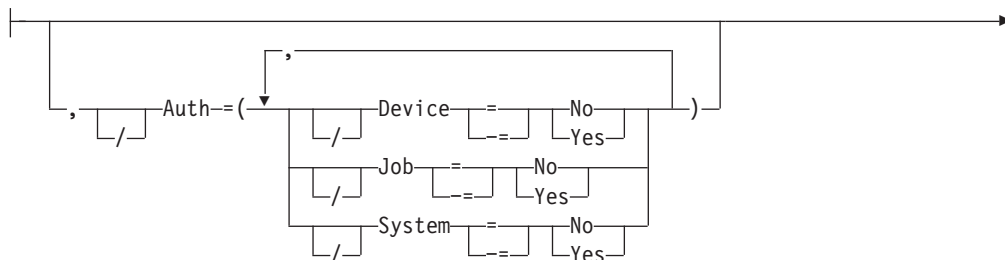 ,
, / Auth =( / Device = -= No Yes )
/ Job = -= No Yes
/ System = -= No Yes